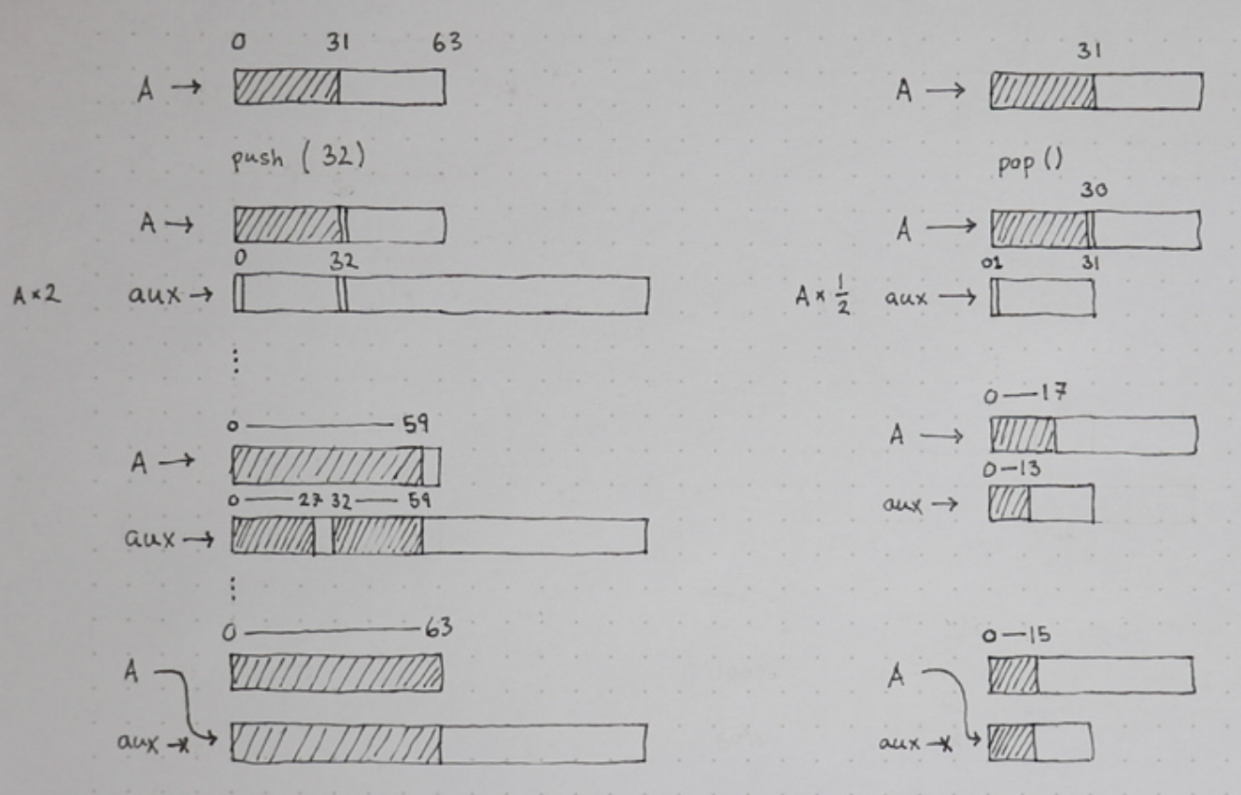 0 31 63
A →
push (32)
A →
0 32
A×2 aux →
⋮
0 — 59
A →
0 — 27 32 — 59
aux →
⋮
0 — 63
A
aux →
31
A →
pop ()
30
A →
01 31
A × 1/2 aux →
0 — 17
A →
0 — 13
aux →
0 — 15
A
aux →